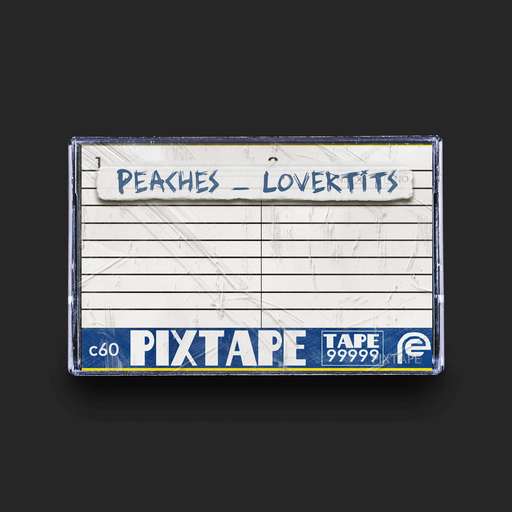 1 2
PEACHES _ LOVERTITS
c60 PIXTAPE TAPE
99999
PIXTAPE